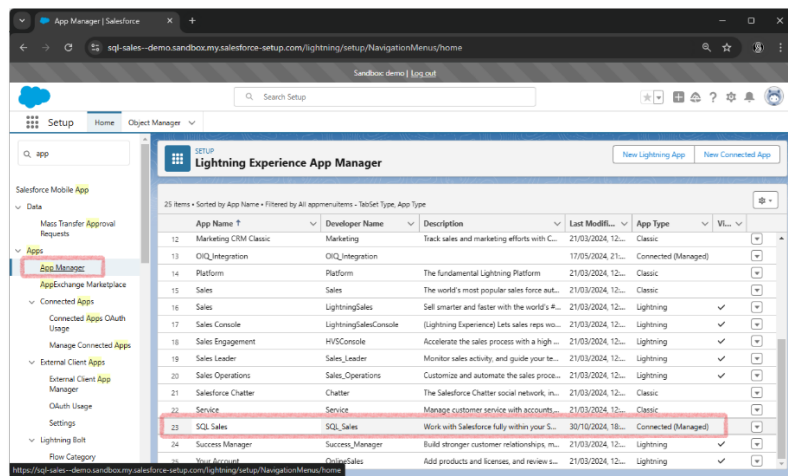 App Manager | Salesforce
sql-sales--demo.sandbox.my.salesforce-setup.com/lightning/setup/NavigationMenus/home
Sandbox: demo | Log out
Search Setup
Setup Home Object Manager
app
Salesforce Mobile App
Data
Mass Transfer Approval
Requests
Apps
App Manager
AppExchange Marketplace
Connected Apps
Connected Apps OAuth
Usage
Manage Connected Apps
External Client Apps
External Client App
Manager
OAuth Usage
Settings
Lightning Bolt
Flow Category
SETUP
Lightning Experience App Manager
New Lightning App New Connected App
25 items • Sorted by App Name • Filtered by All appmenuitems - TabSet Type, App Type
App Name ↑ Developer Name Description Last Modifi... App Type Vi...
12 Marketing CRM Classic Marketing Track sales and marketing efforts with C... 21/03/2024, 12:... Classic
13 OIQ_Integration OIQ_Integration 17/05/2024, 21:... Connected (Managed)
14 Platform Platform The fundamental Lightning Platform 21/03/2024, 12:... Classic
15 Sales Sales The world's most popular sales force aut... 21/03/2024, 12:... Classic
16 Sales LightningSales Sell smarter and faster with the world's #... 21/03/2024, 12:... Lightning
17 Sales Console LightningSalesConsole (Lightning Experience) Lets sales reps wo... 21/03/2024, 12:... Lightning
18 Sales Engagement HVSConsole Accelerate the sales process with a high ... 21/03/2024, 12:... Lightning
19 Sales Leader Sales_Leader Monitor sales activity, and guide your te... 21/03/2024, 12:... Lightning
20 Sales Operations Sales_Operations Customize and automate the sales proce... 21/03/2024, 12:... Lightning
21 Salesforce Chatter Chatter The Salesforce Chatter social network, in... 21/03/2024, 12:... Classic
22 Service Service Manage customer service with accounts,... 21/03/2024, 12:... Classic
23 SQL Sales SQL_Sales Work with Salesforce fully within your S... 30/10/2024, 18:... Connected (Managed)
24 Success Manager Success_Manager Build stronger customer relationships, m... 21/03/2024, 12:... Lightning
25 Your Account OnlineSales Add products and licenses, and review s... 21/03/2024, 12:... Lightning
https://sql-sales--demo.sandbox.my.salesforce-setup.com/lightning/setup/NavigationMenus/home